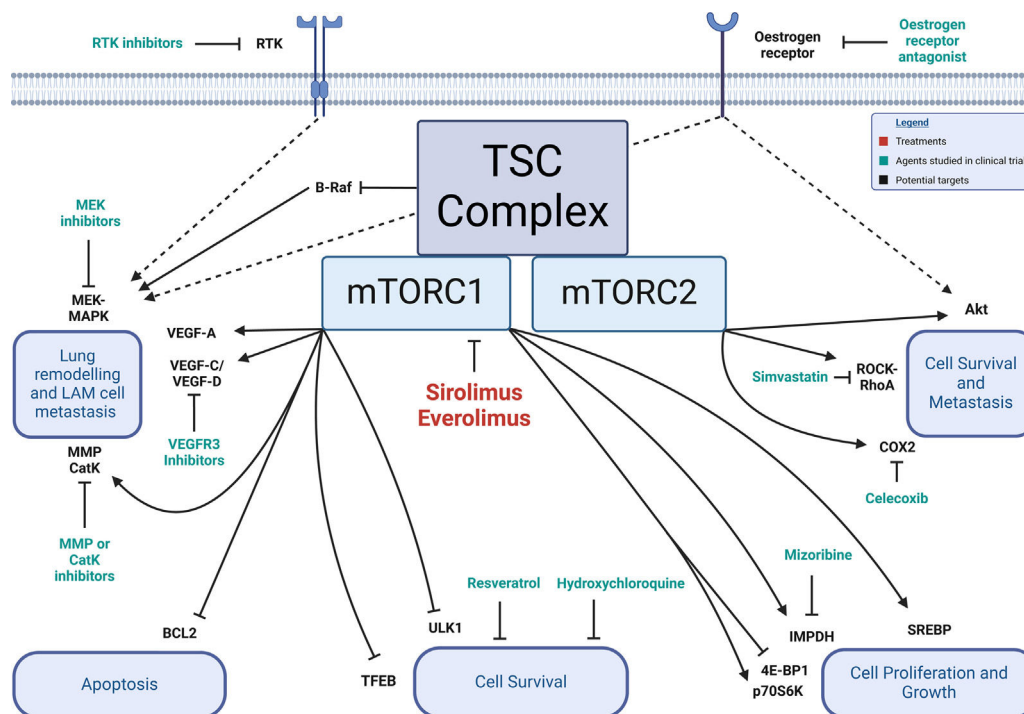 RTK inhibitors
RTK
Oestrogen
receptor
Oestrogen
receptor
antagonist
Legend
Treatments
Agents studied in clinical trial
Potential targets
TSC
Complex
B-Raf
MEK
inhibitors
MEK-
MAPK
mTORC1
mTORC2
Akt
VEGF-A
VEGF-C/
VEGF-D
Lung
remodelling
and LAM cell
metastasis
Sirolimus
Everolimus
Simvastatin
ROCK-
RhoA
Cell Survival
and
Metastasis
VEGFR3
Inhibitors
MMP
CatK
COX2
Celecoxib
MMP or
CatK
inhibitors
Resveratrol
Hydroxychloroquine
Mizoribine
BCL2
ULK1
IMPDH
SREBP
TFEB
4E-BP1
p70S6K
Apoptosis
Cell Survival
Cell Proliferation and
Growth